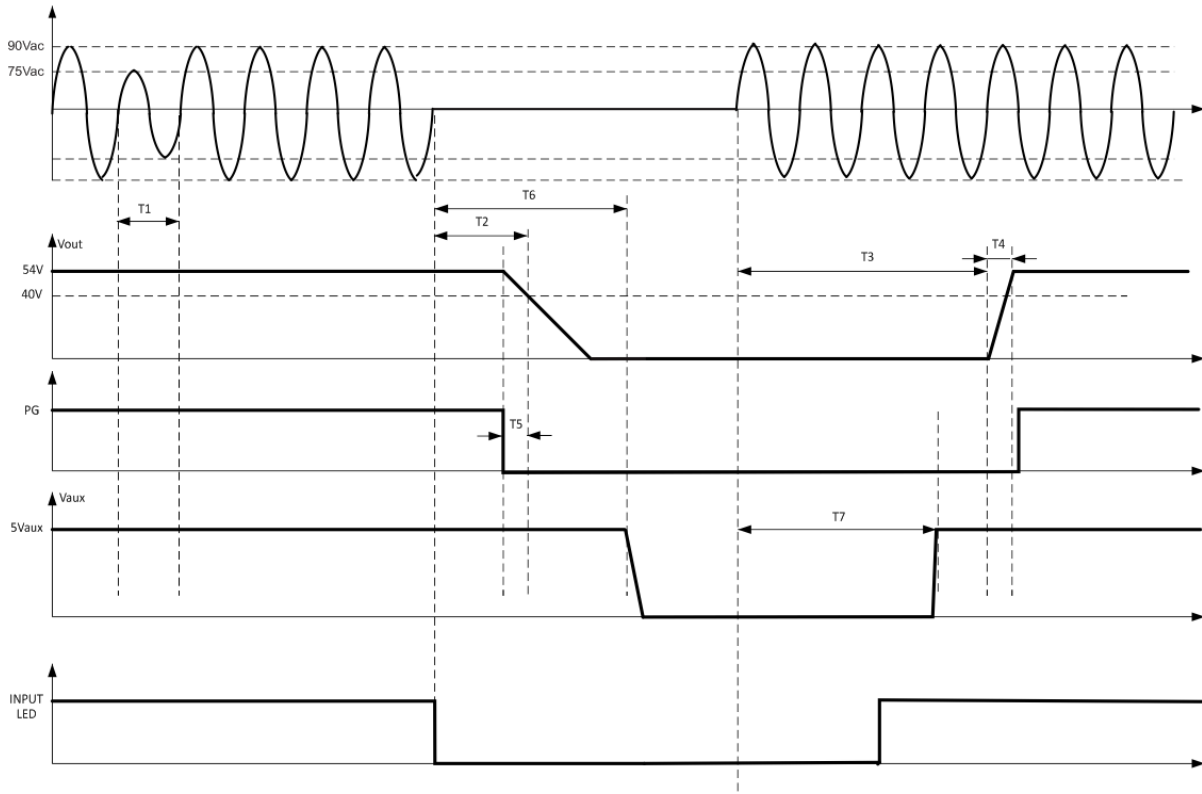 90Vac
75Vac
T1
T6
T2
Vout
T3
T4
54V
40V
PG
T5
Vaux
5Vaux
T7
INPUT
LED